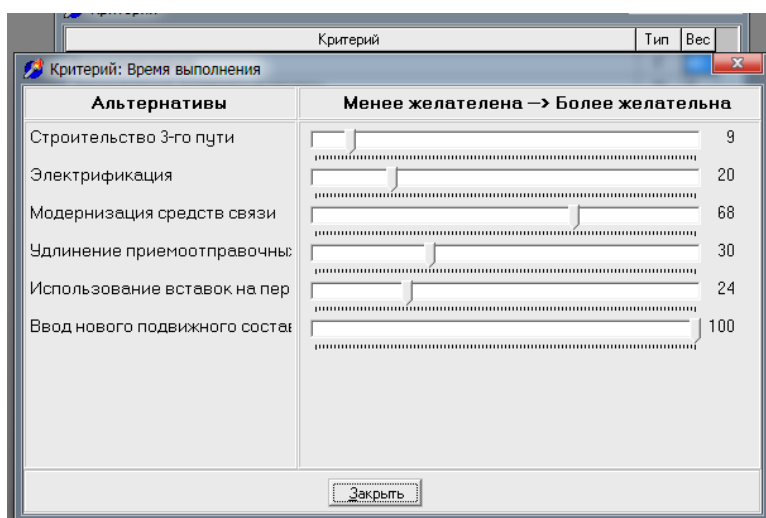 Критерий Тип Вес
Критерий: Время выполнения
Альтернативы Менее желателена —> Более желательна
Строительство 3-го пути 9
Электрификация 20
Модернизация средств связи 68
Удлинение приемоотправочны 30
Использование вставок на пер 24
Ввод нового подвижного соста 100
Закрыть